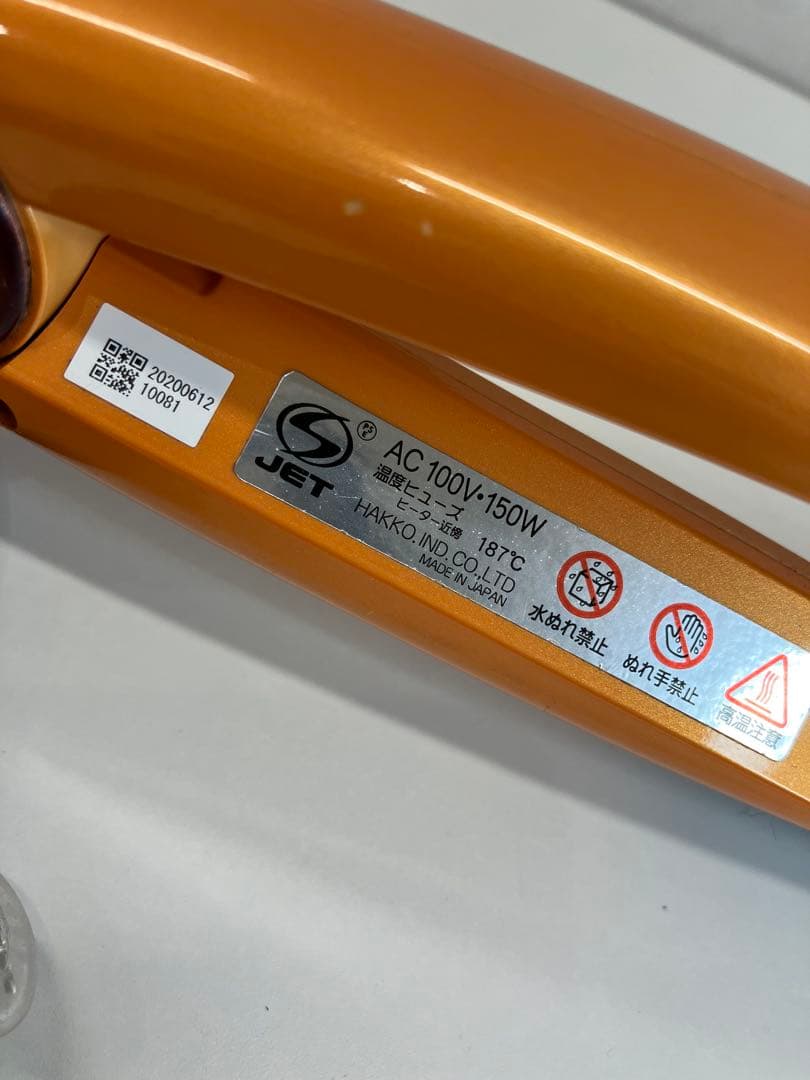 20200612
10081
S
JET
PS
E
AC 100V・150W
温度ヒューズ
ヒーター近傍 187℃
HAKKO.IND.CO.,LTD
MADE IN JAPAN
水ぬれ禁止
ぬれ手禁止
高温注意